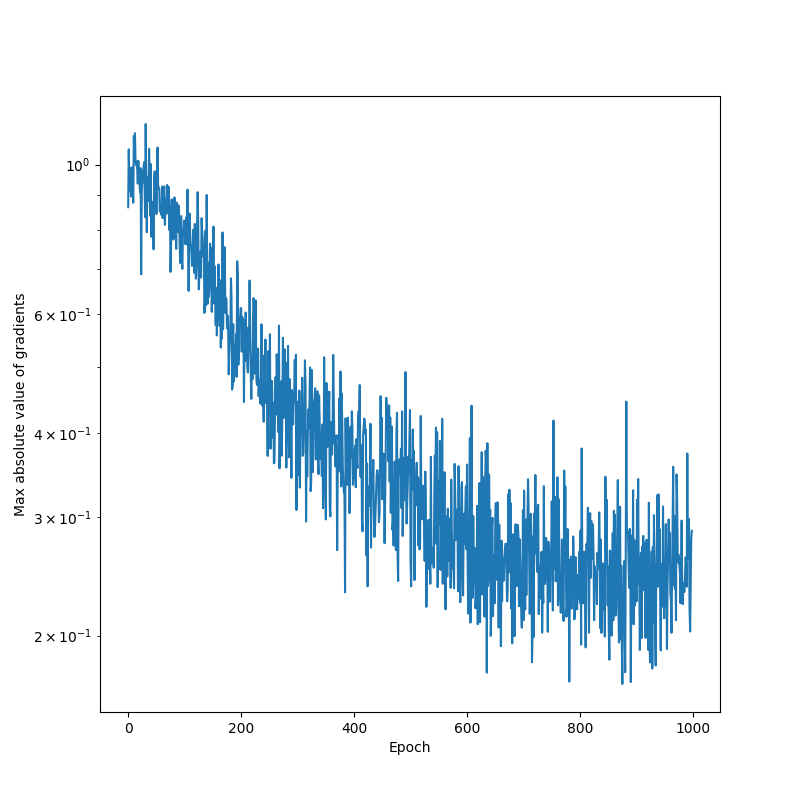 Max absolute value of gradients
10⁰
6 × 10⁻¹
4 × 10⁻¹
3 × 10⁻¹
2 × 10⁻¹
0 200 400 600 800 1000
Epoch